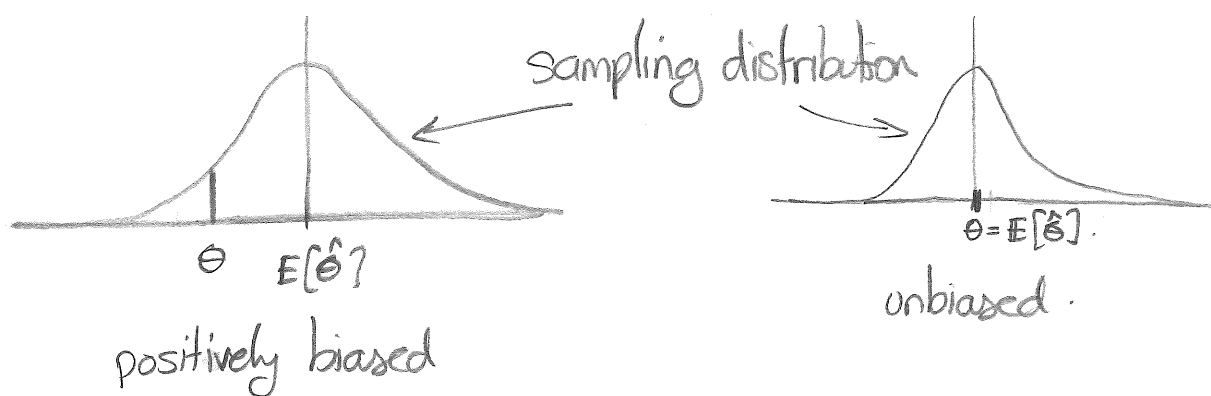 sampling distribution
θ E[θ̂]
θ = E[θ̂].
positively biased
unbiased.